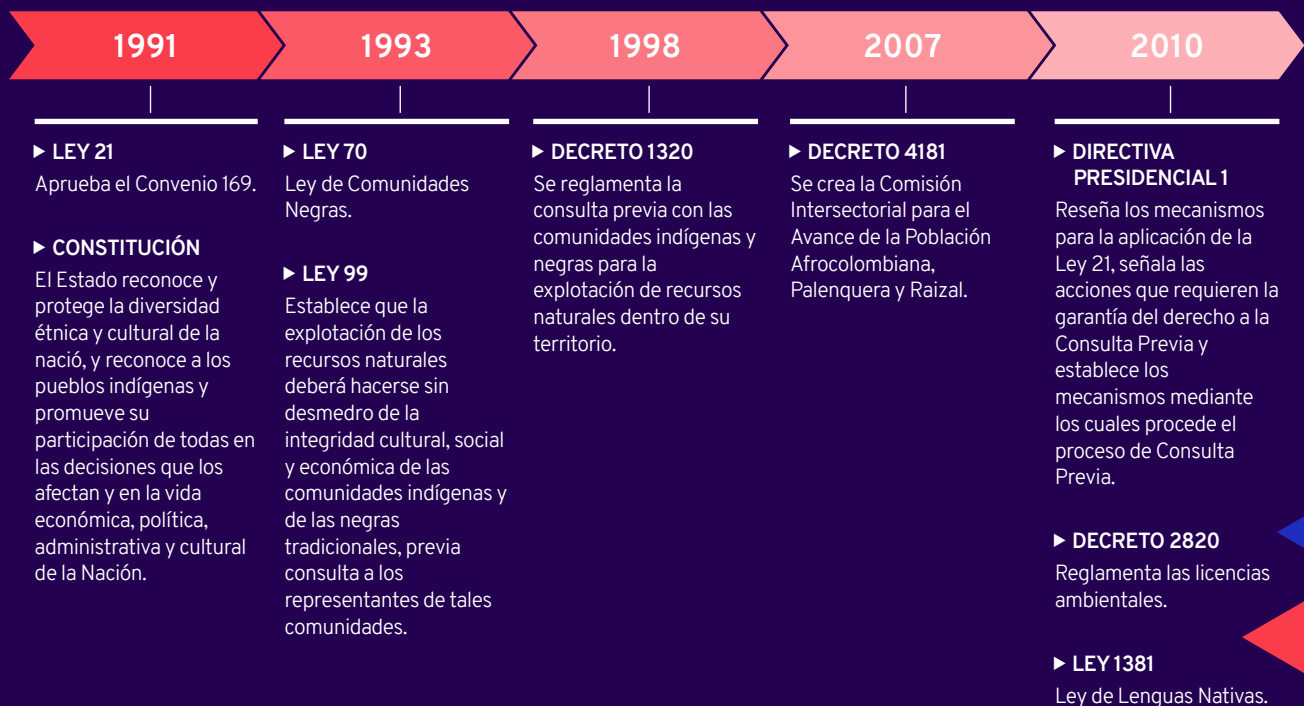 1991
1993
1998
2007
2010
▶ LEY 21
Aprueba el Convenio 169.
▶ CONSTITUCIÓN
El Estado reconoce y
protege la diversidad
étnica y cultural de la
nació, y reconoce a los
pueblos indígenas y
promueve su
participación de todas en
las decisiones que los
afectan y en la vida
económica, política,
administrativa y cultural
de la Nación.
▶ LEY 70
Ley de Comunidades
Negras.
▶ LEY 99
Establece que la
explotación de los
recursos naturales
deberá hacerse sin
desmedro de la
integridad cultural, social
y económica de las
comunidades indígenas y
de las negras
tradicionales, previa
consulta a los
representantes de tales
comunidades.
▶ DECRETO 1320
Se reglamenta la
consulta previa con las
comunidades indígenas y
negras para la
explotación de recursos
naturales dentro de su
territorio.
▶ DECRETO 4181
Se crea la Comisión
Intersectorial para el
Avance de la Población
Afrocolombiana,
Palenquera y Raizal.
▶ DIRECTIVA
PRESIDENCIAL 1
Reseña los mecanismos
para la aplicación de la
Ley 21, señala las
acciones que requieren la
garantía del derecho a la
Consulta Previa y
establece los
mecanismos mediante
los cuales procede el
proceso de Consulta
Previa.
▶ DECRETO 2820
Reglamenta las licencias
ambientales.
▶ LEY 1381
Ley de Lenguas Nativas.